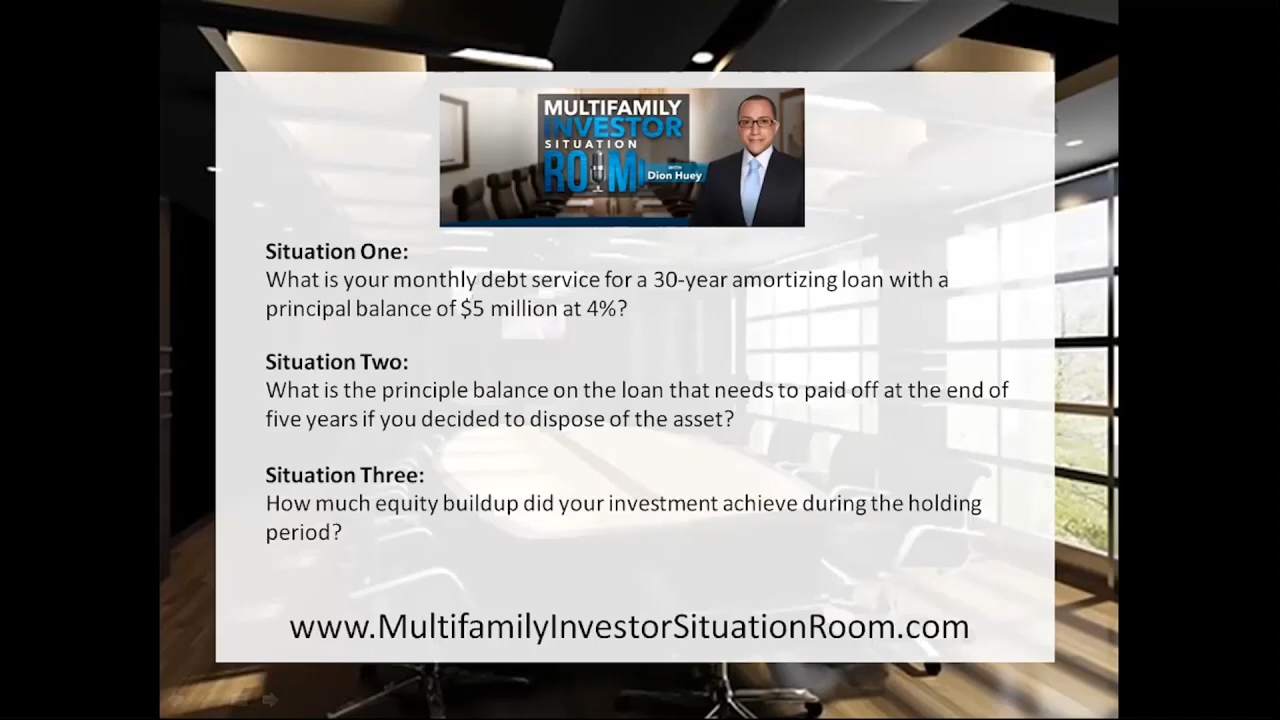 MULTIFAMILY
INVESTOR
SITUATION
ROOM
WITH
Dion Huey
Situation One:
What is your monthly debt service for a 30-year amortizing loan with a
principal balance of $5 million at 4%?
Situation Two:
What is the principle balance on the loan that needs to paid off at the end of
five years if you decided to dispose of the asset?
Situation Three:
How much equity buildup did your investment achieve during the holding
period?
www.MultifamilyInvestorSituationRoom.com